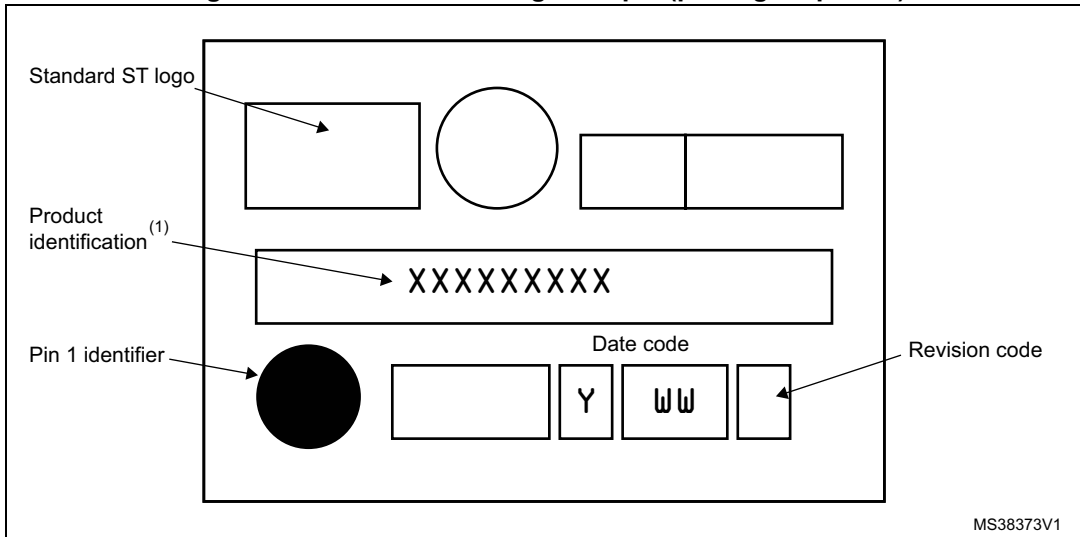 Standard ST logo
Product
identification(1)
XXXXXXXXX
Date code
Pin 1 identifier
Revision code
Y WW
MS38373V1